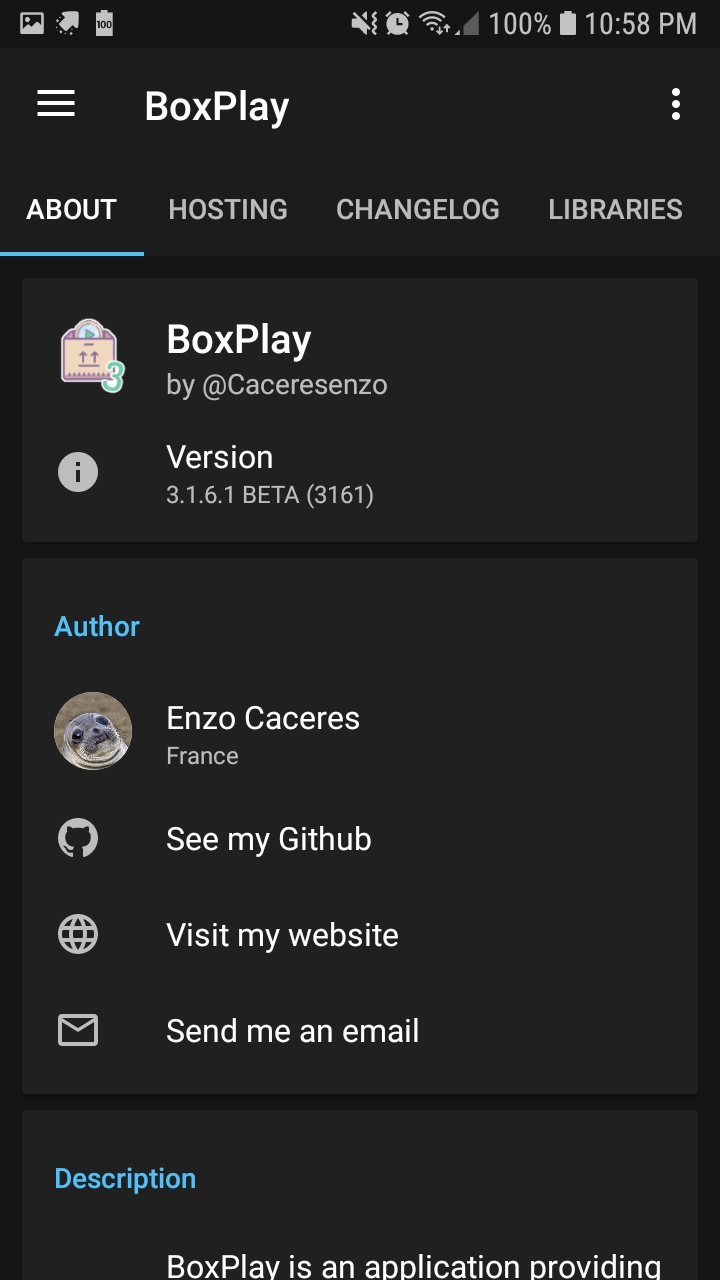 100
100% 10:58 PM
BoxPlay
ABOUT HOSTING CHANGELOG LIBRARIES
3
BoxPlay
by @Caceresenzo
Version
3.1.6.1 BETA (3161)
Author
Enzo Caceres
France
See my Github
Visit my website
Send me an email
Description
BoxPlay is an application providing